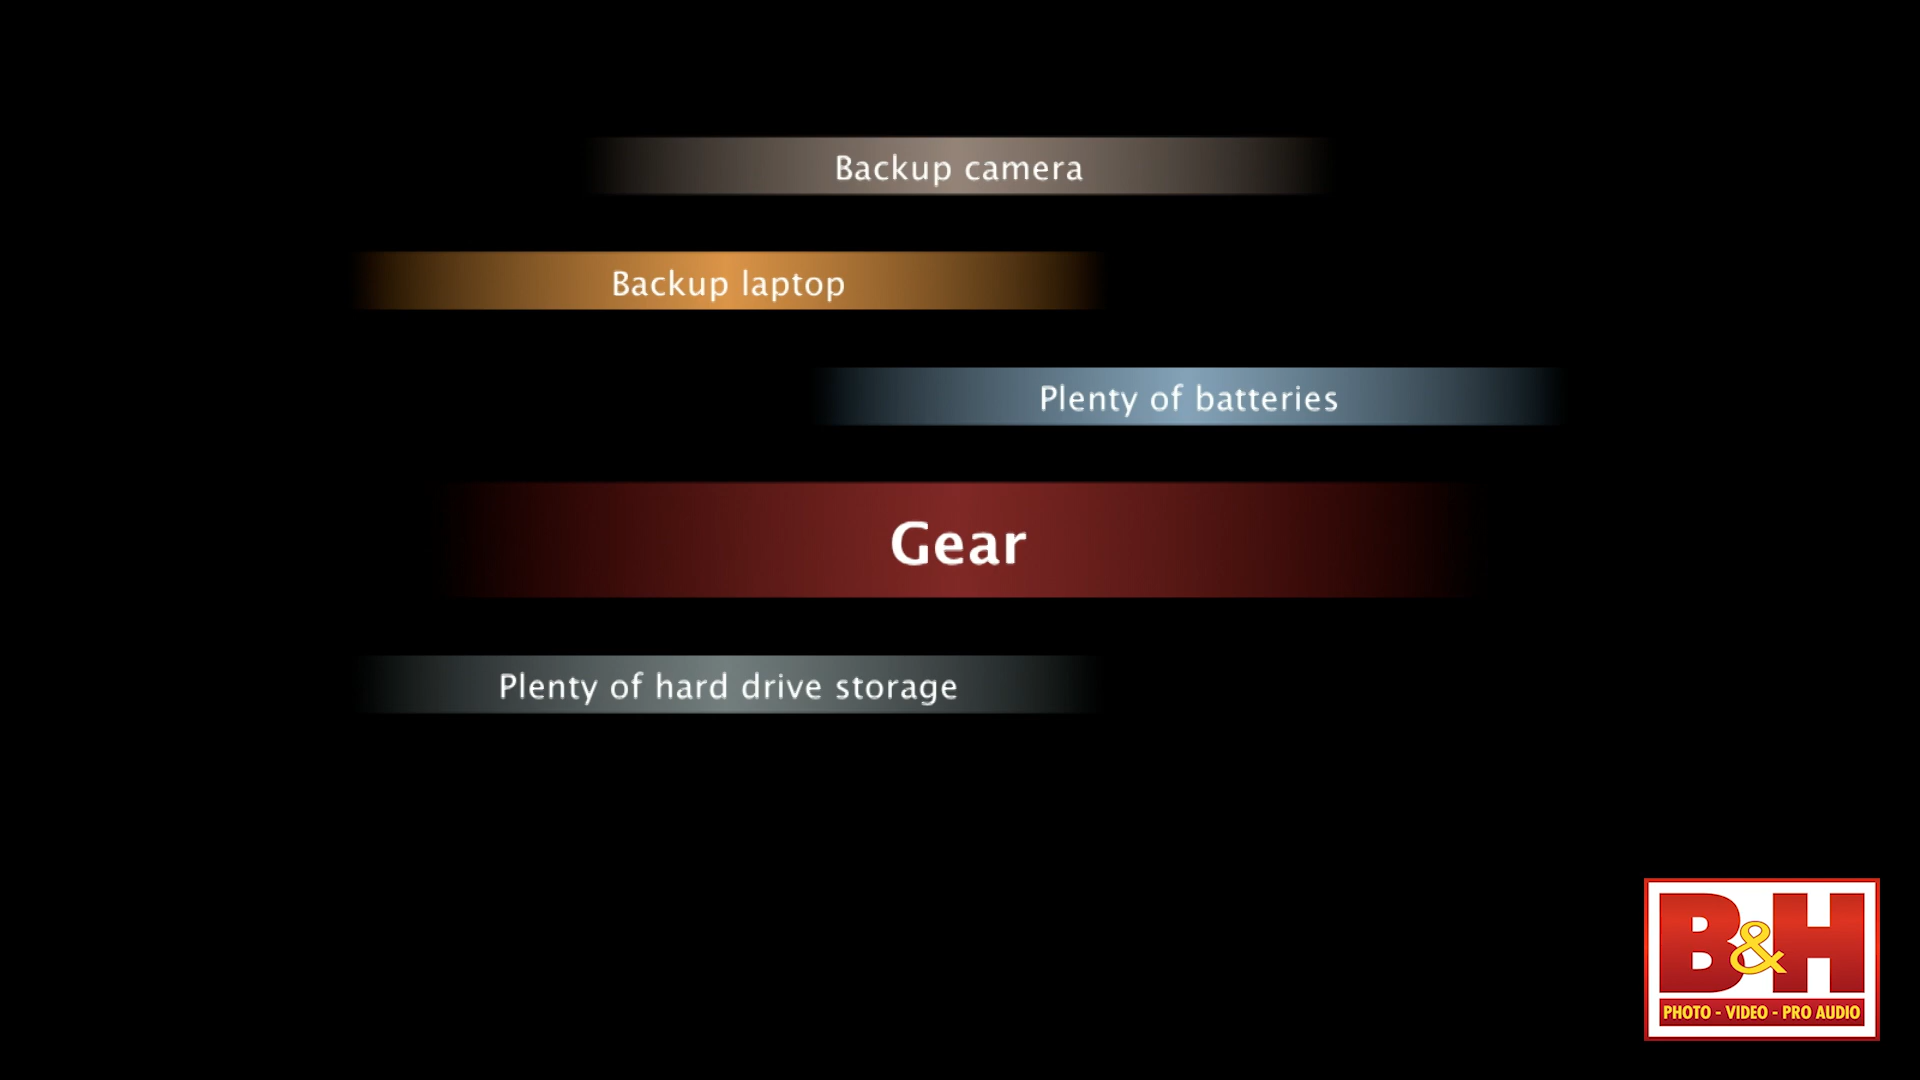 Backup camera
Backup laptop
Plenty of batteries
Gear
Plenty of hard drive storage
B&H
PHOTO - VIDEO - PRO AUDIO